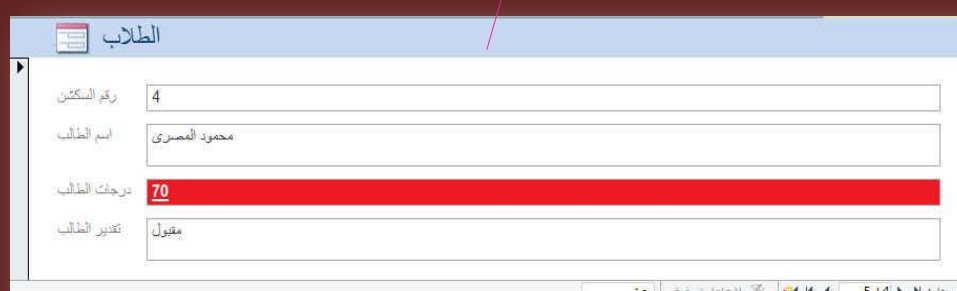 الطلاب
رقم السكشن 4
اسم الطالب محمود المصرى
درجات الطالب 70
تقدير الطالب مقبول